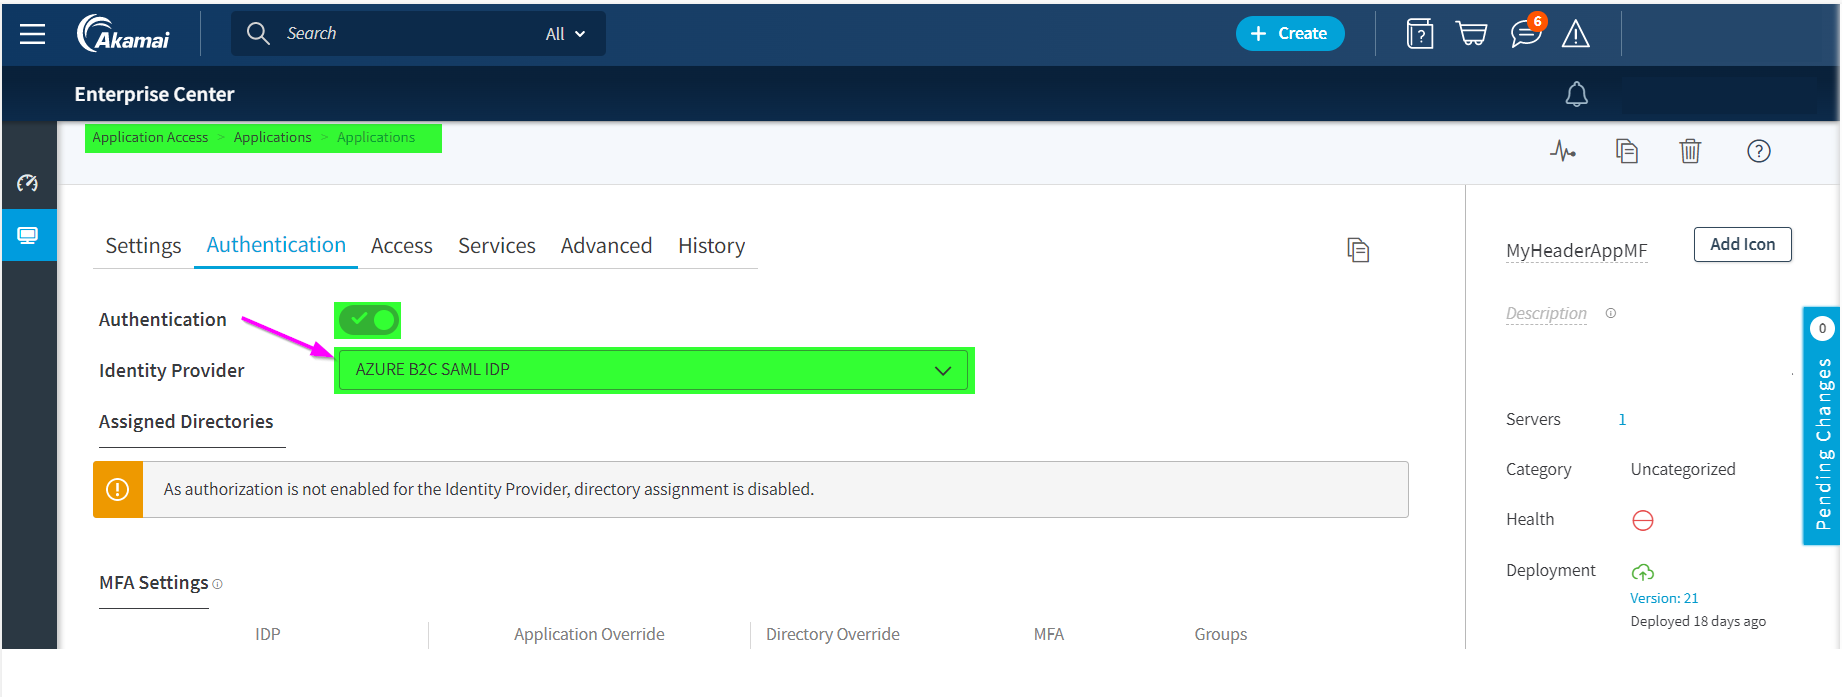 Akamai
Search
All
+ Create
6
Enterprise Center
Application Access > Applications > Applications
Settings Authentication Access Services Advanced History
MyHeaderAppMF
Add Icon
Authentication
Description
0
Pending Changes
Identity Provider
AZURE B2C SAML IDP
Assigned Directories
Servers 1
As authorization is not enabled for the Identity Provider, directory assignment is disabled.
Category Uncategorized
Health
Deployment
Version: 21
Deployed 18 days ago
MFA Settings
IDP Application Override Directory Override MFA Groups